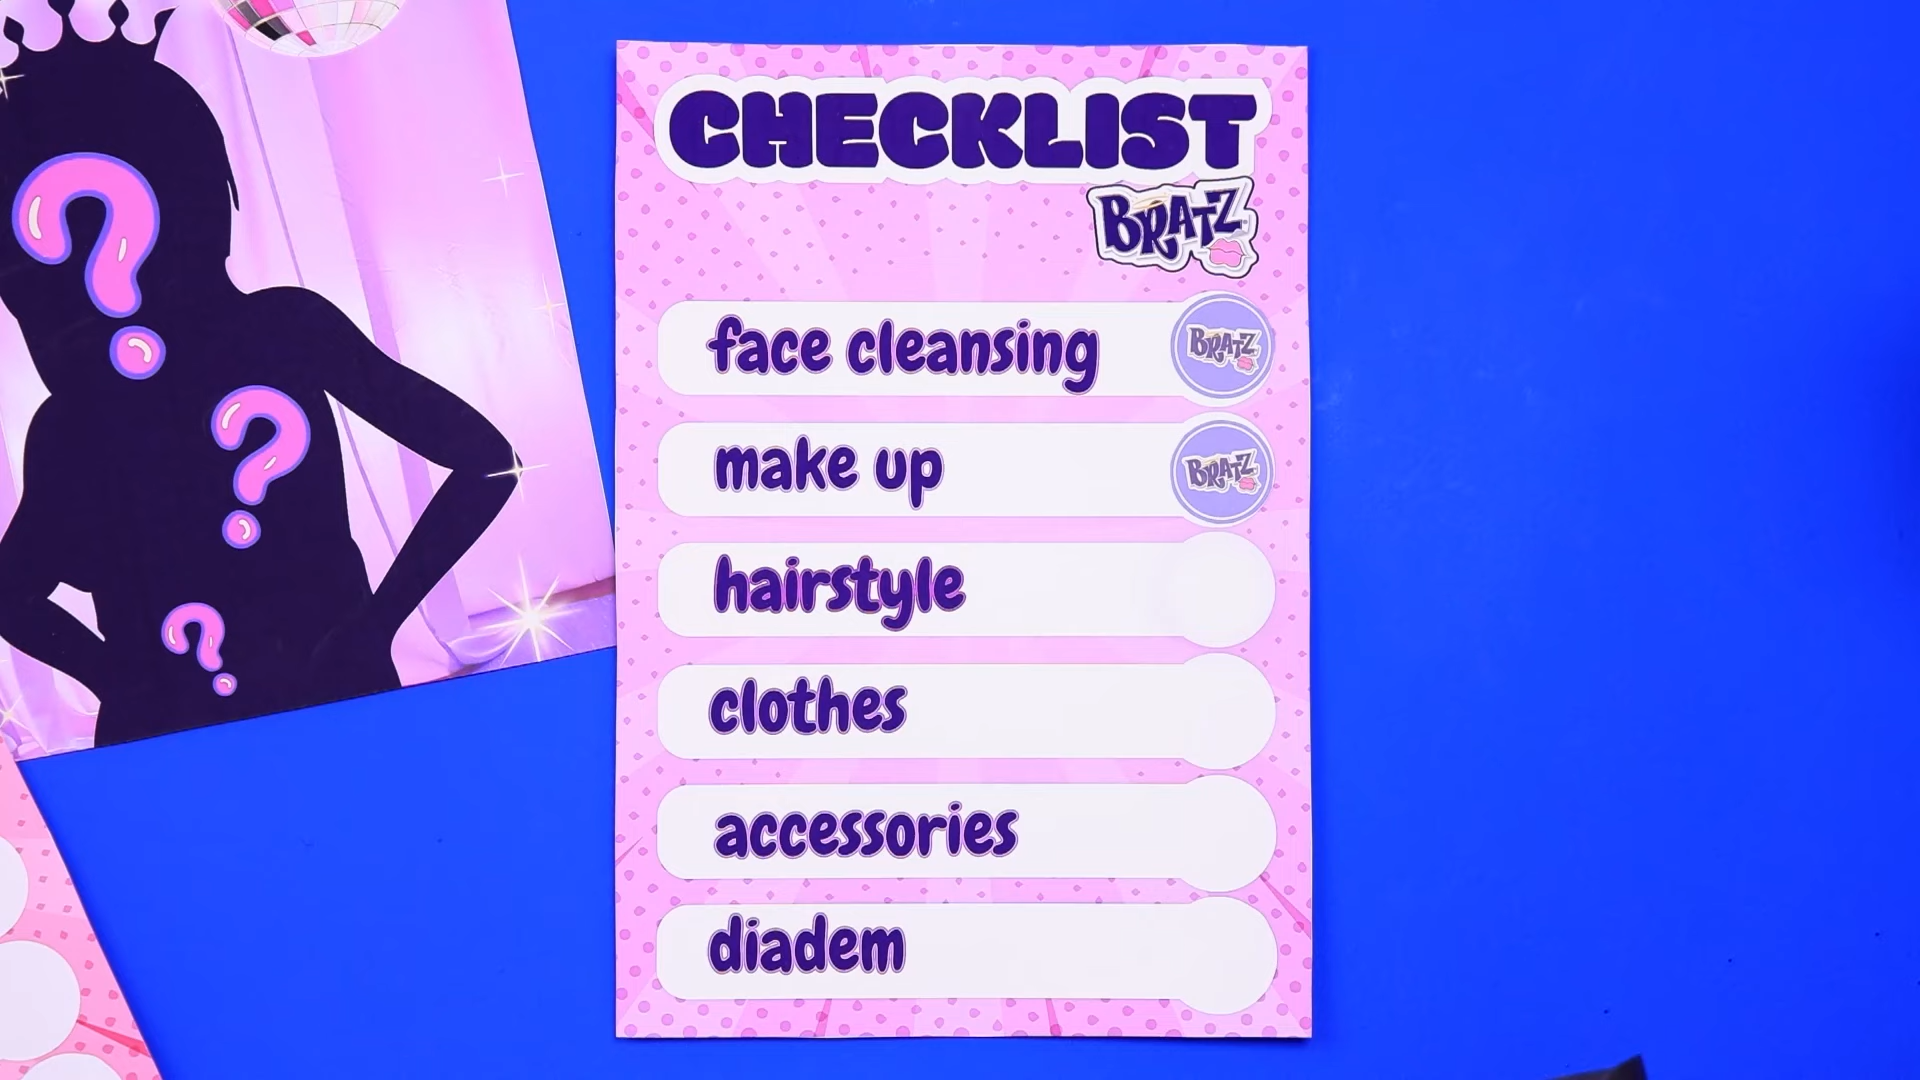 CHECKLIST
BRATZ
face cleansing
BRATZ
make up
BRATZ
hairstyle
clothes
accessories
diadem